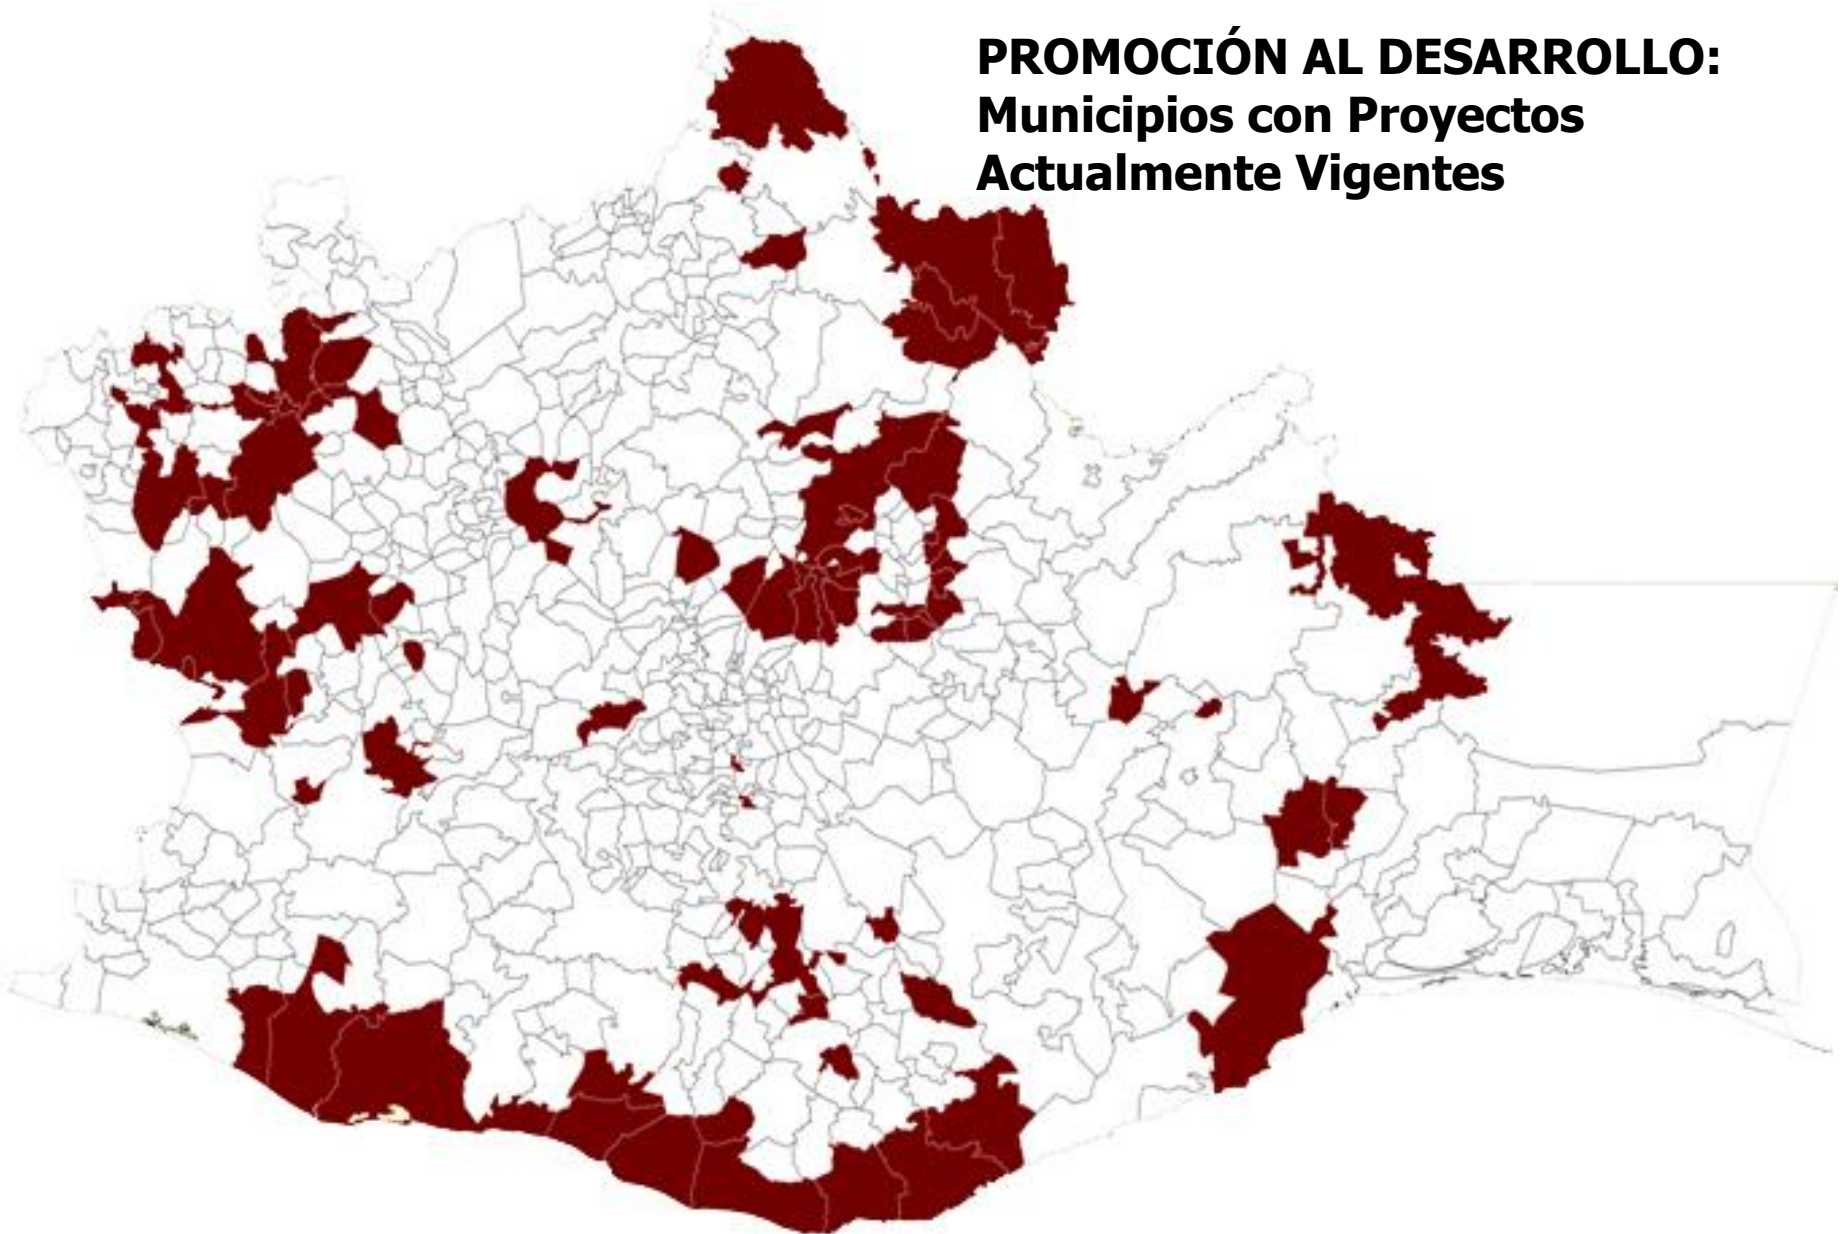 PROMOCIÓN AL DESARROLLO:
Municipios con Proyectos
Actualmente Vigentes